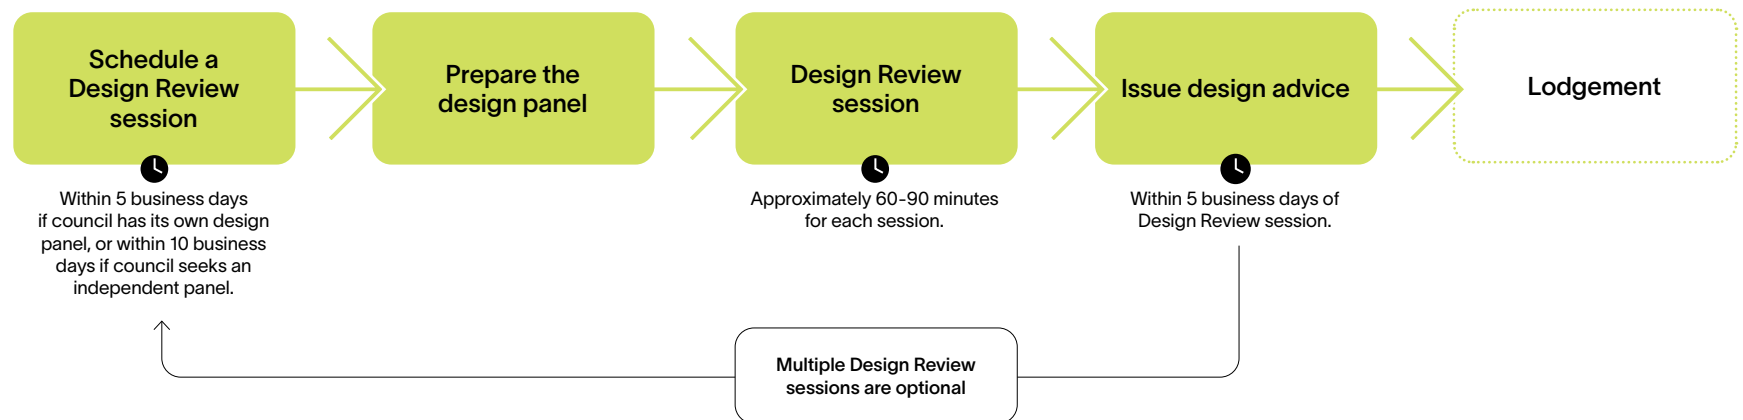 Schedule a
Design Review
session
Prepare the
design panel
Design Review
session
Issue design advice
Lodgement
Within 5 business days
if council has its own design
panel, or within 10 business
days if council seeks an
independent panel.
Approximately 60-90 minutes
for each session.
Within 5 business days of
Design Review session.
Multiple Design Review
sessions are optional